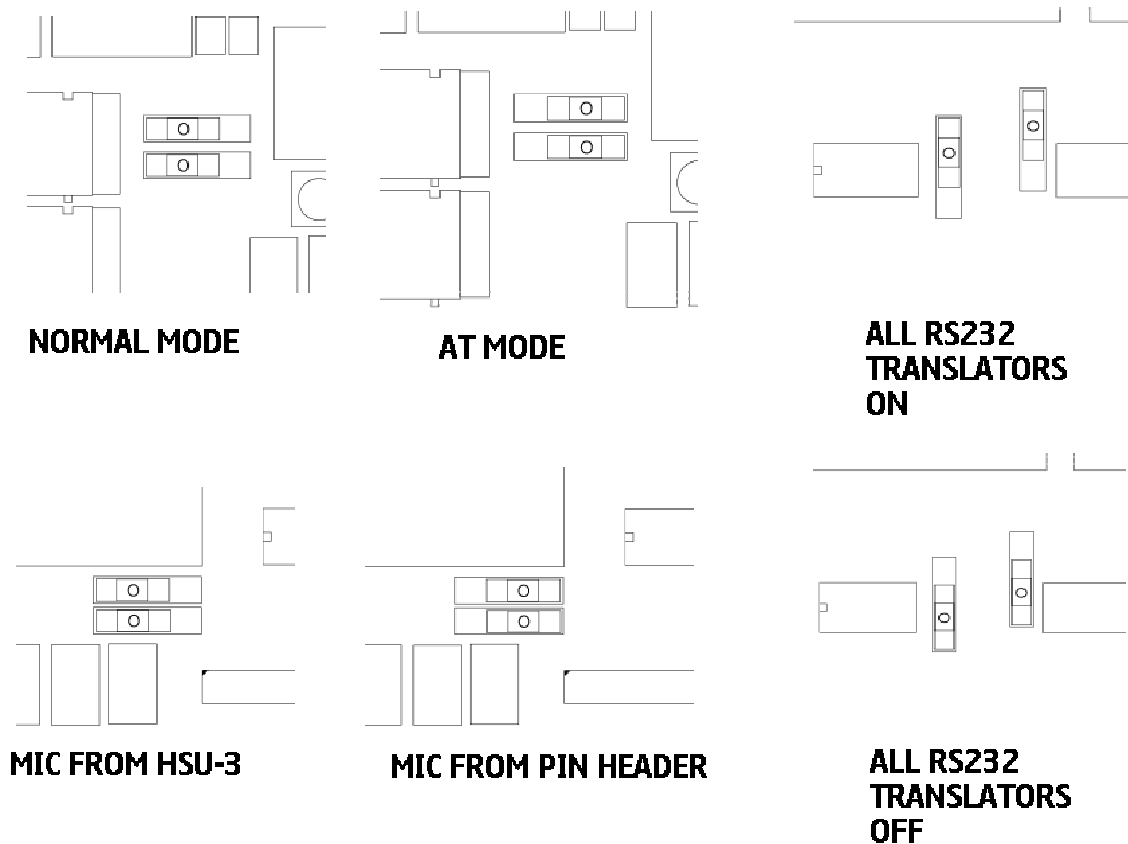 NORMAL MODE
AT MODE
ALL RS232
TRANSLATORS
ON
MIC FROM HSU-3
MIC FROM PIN HEADER
ALL RS232
TRANSLATORS
OFF